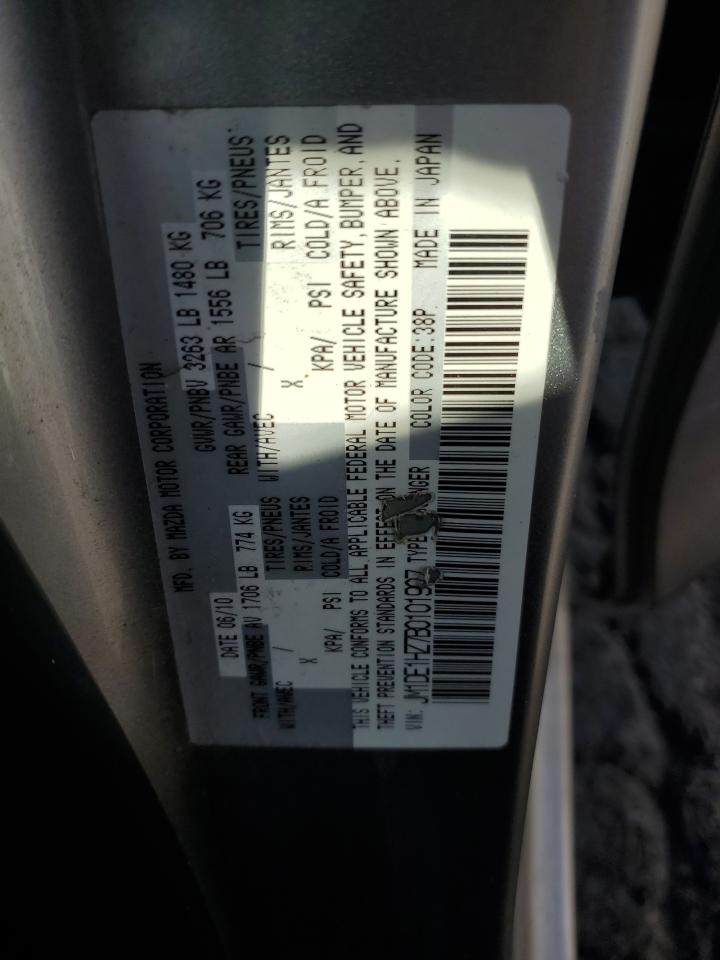 MFD. BY MAZDA MOTOR CORPORATION
DATE 06/10 GVWR/PNBV 3263 LB 1480 KG
FRONT GAWR/PNBE AV 1706 LB 774 KG REAR GAWR/PNBE AR 1556 LB 706 KG
WITH/AVEC / TIRES/PNEUS WITH/AVEC / TIRES/PNEUS
X RIMS/JANTES X RIMS/JANTES
KPA/ PSI COLD/A FROID KPA/ PSI COLD/A FROID
THIS VEHICLE CONFORMS TO ALL APPLICABLE FEDERAL MOTOR VEHICLE SAFETY, BUMPER, AND
THEFT PREVENTION STANDARDS IN EFFECT ON THE DATE OF MANUFACTURE SHOWN ABOVE.
VIN: JM1DE1HZ7B0101907 TYPE COLOR CODE:38P MADE IN JAPAN